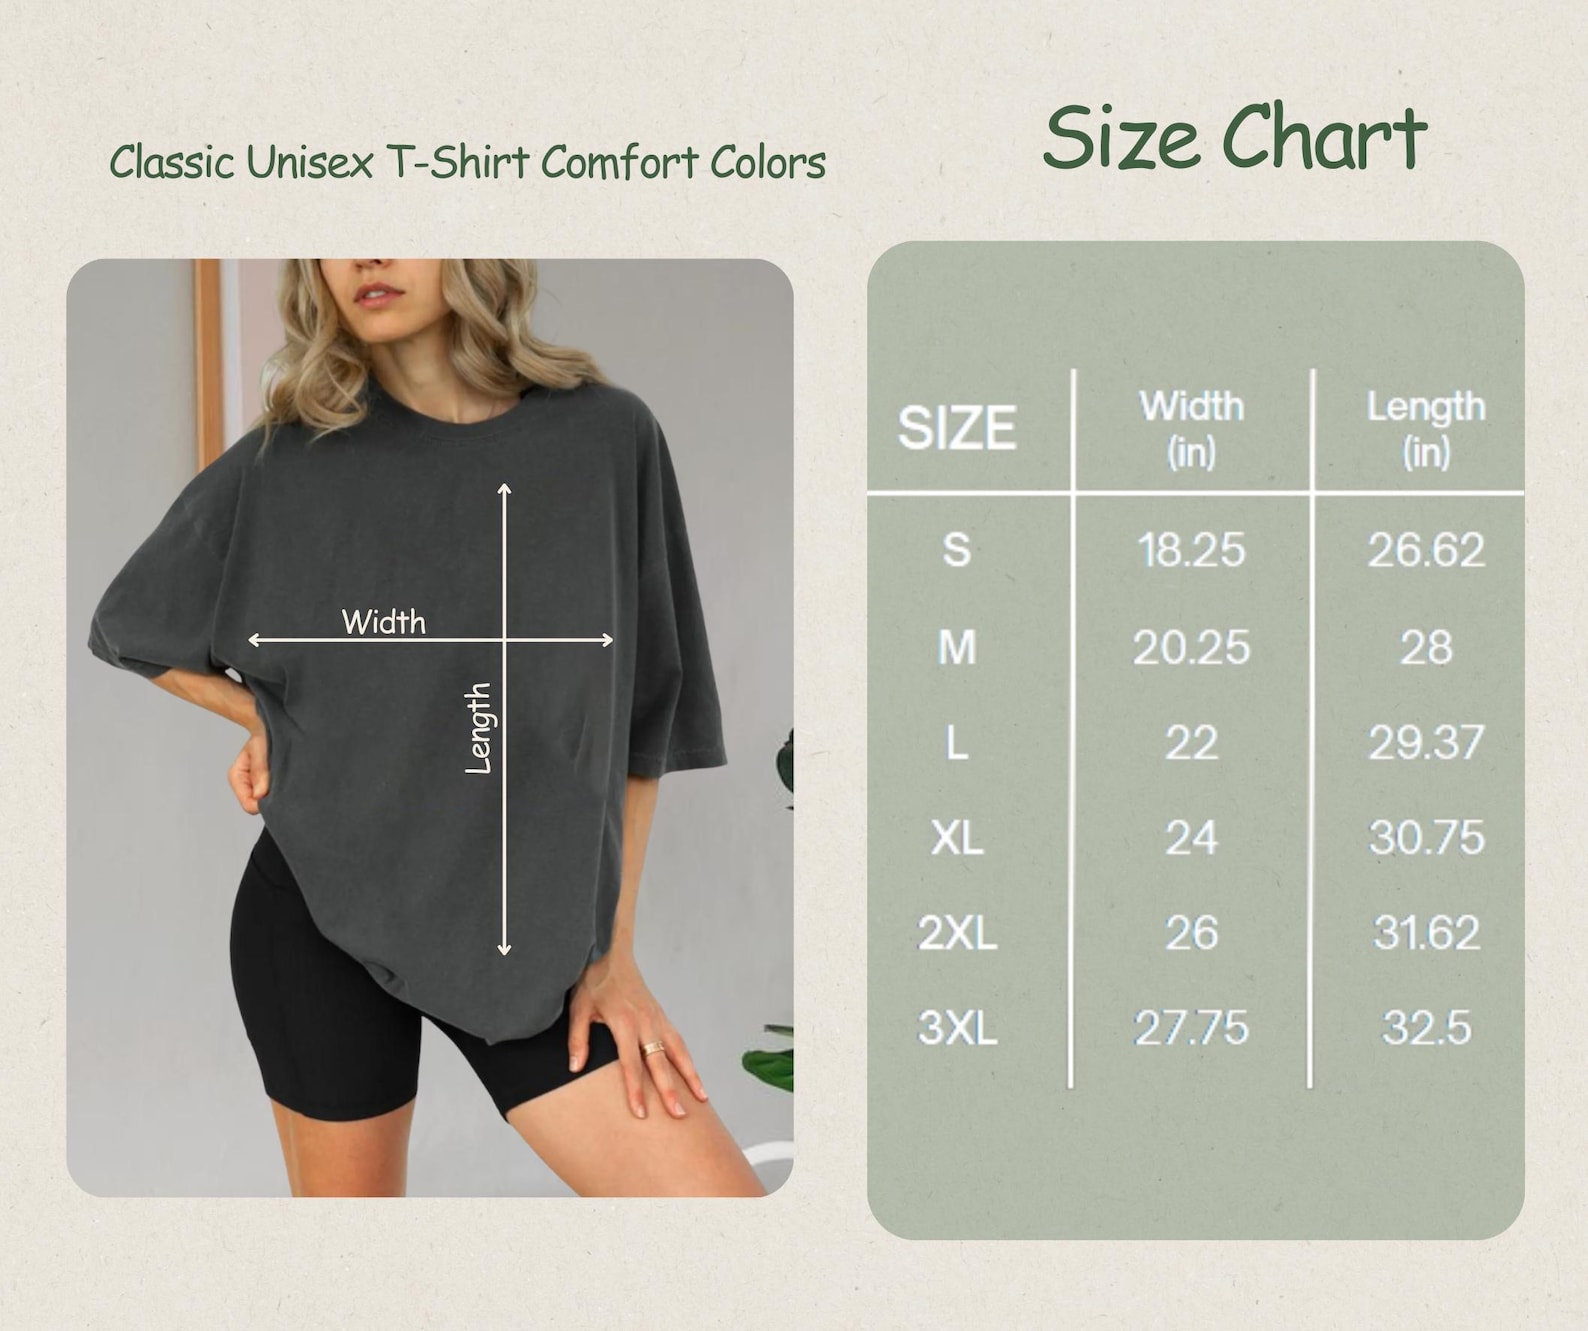 Classic Unisex T-Shirt Comfort Colors
Size Chart
Width
Length
SIZE Width (in) Length (in)
S 18.25 26.62
M 20.25 28
L 22 29.37
XL 24 30.75
2XL 26 31.62
3XL 27.75 32.5